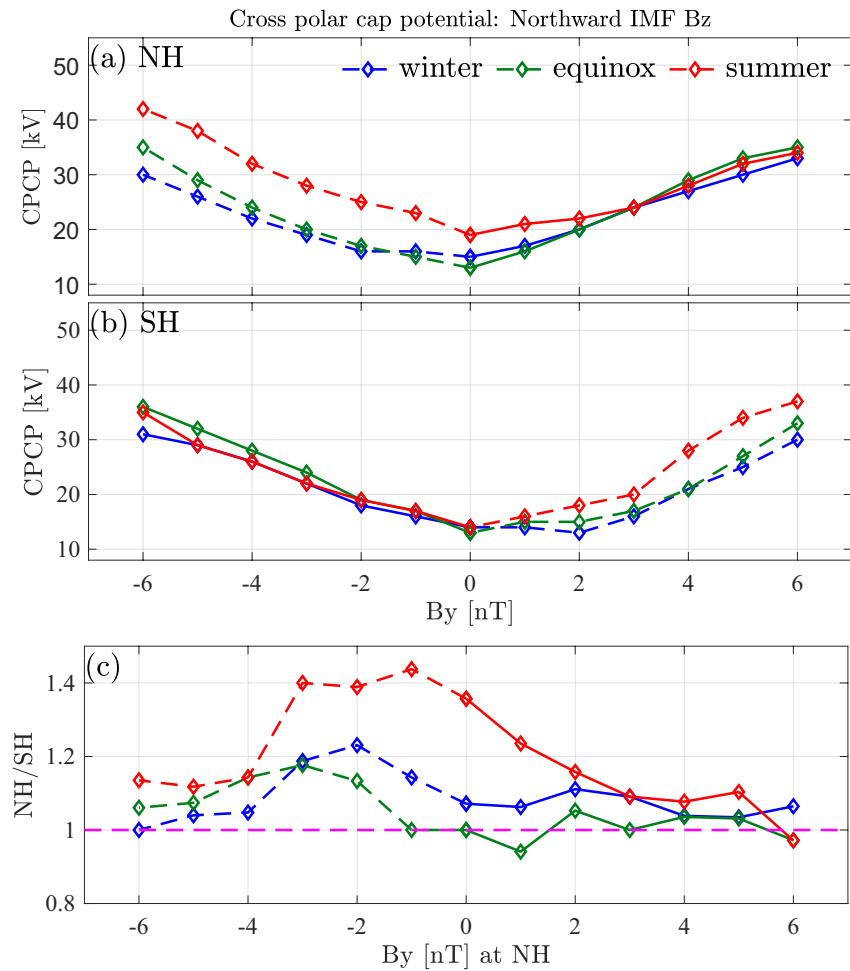 Cross polar cap potential: Northward IMF Bz
(a) NH
winter equinox summer
CPCP [kV]
50
40
30
20
10
(b) SH
CPCP [kV]
50
40
30
20
10
-6 -4 -2 0 2 4 6
By [nT]
(c)
NH/SH
1.4
1.2
1
0.8
-6 -4 -2 0 2 4 6
By [nT] at NH